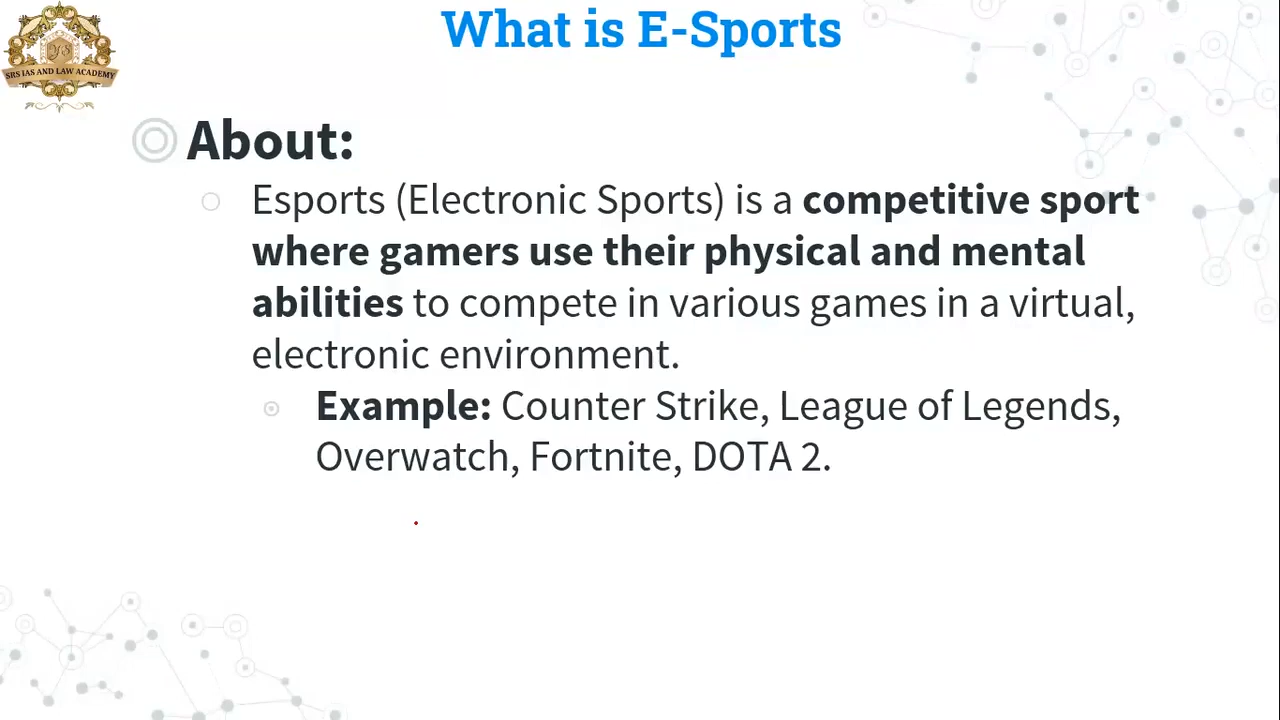 What is E-Sports
SRS IAS AND LAW ACADEMY
About:
Esports (Electronic Sports) is a competitive sport
where gamers use their physical and mental
abilities to compete in various games in a virtual,
electronic environment.
Example: Counter Strike, League of Legends,
Overwatch, Fortnite, DOTA 2.